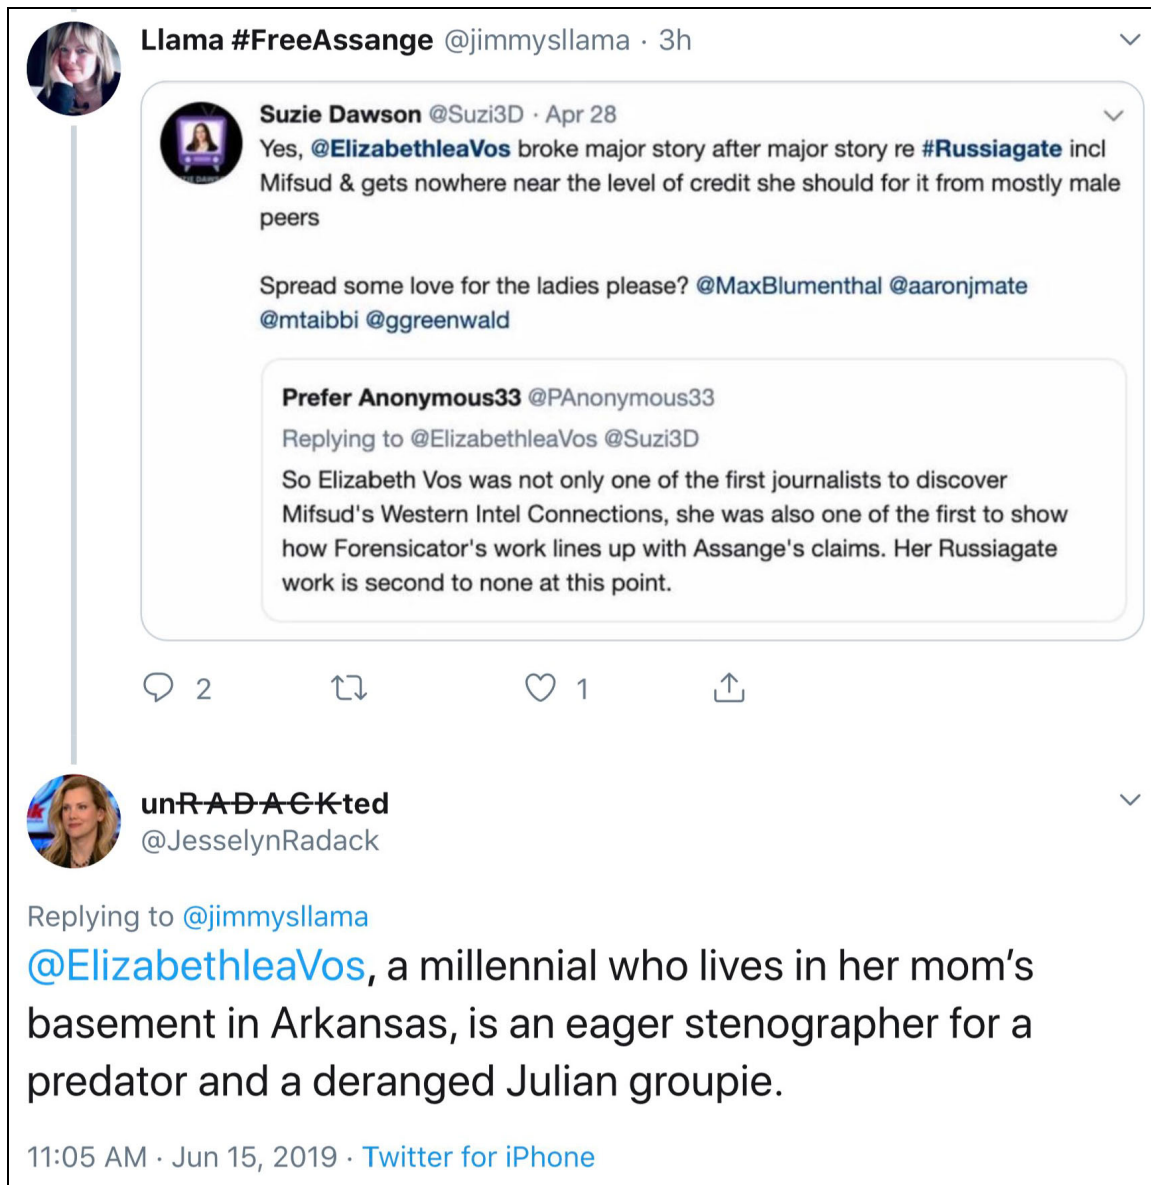 Llama #FreeAssange @jimmysllama · 3h
Suzie Dawson @Suzi3D · Apr 28
Yes, @ElizabethleaVos broke major story after major story re #Russiagate incl
Mifsud & gets nowhere near the level of credit she should for it from mostly male
peers
Spread some love for the ladies please? @MaxBlumenthal @aaronjmate
@mtaibbi @ggreenwald
Prefer Anonymous33 @PAnonymous33
Replying to @ElizabethleaVos @Suzi3D
So Elizabeth Vos was not only one of the first journalists to discover
Mifsud's Western Intel Connections, she was also one of the first to show
how Forensicator's work lines up with Assange's claims. Her Russiagate
work is second to none at this point.
2 1
unRADACKted
@JesselynRadack
Replying to @jimmysllama
@ElizabethleaVos, a millennial who lives in her mom’s
basement in Arkansas, is an eager stenographer for a
predator and a deranged Julian groupie.
11:05 AM · Jun 15, 2019 · Twitter for iPhone